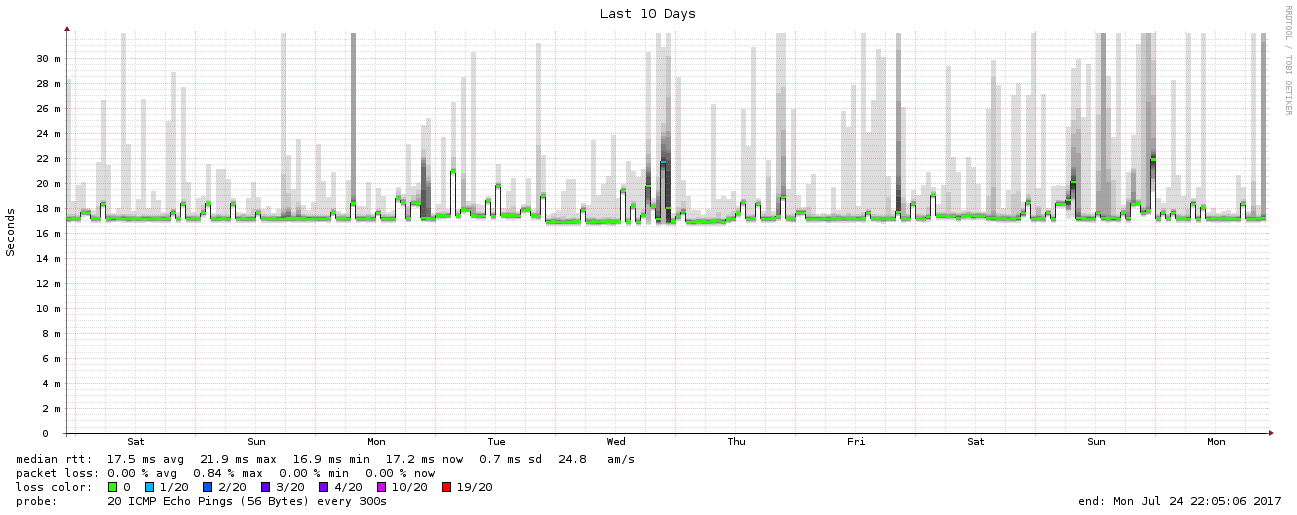 Last 10 Days
RRDTOOL / TOBI OETIKER
Seconds
30 m
28 m
26 m
24 m
22 m
20 m
18 m
16 m
14 m
12 m
10 m
8 m
6 m
4 m
2 m
0
Sat Sun Mon Tue Wed Thu Fri Sat Sun Mon
median rtt: 17.5 ms avg 21.9 ms max 16.9 ms min 17.2 ms now 0.7 ms sd 24.8 am/s
packet loss: 0.00 % avg 0.84 % max 0.00 % min 0.00 % now
loss color: 0 1/20 2/20 3/20 4/20 10/20 19/20
probe: 20 ICMP Echo Pings (56 Bytes) every 300s end: Mon Jul 24 22:05:06 2017